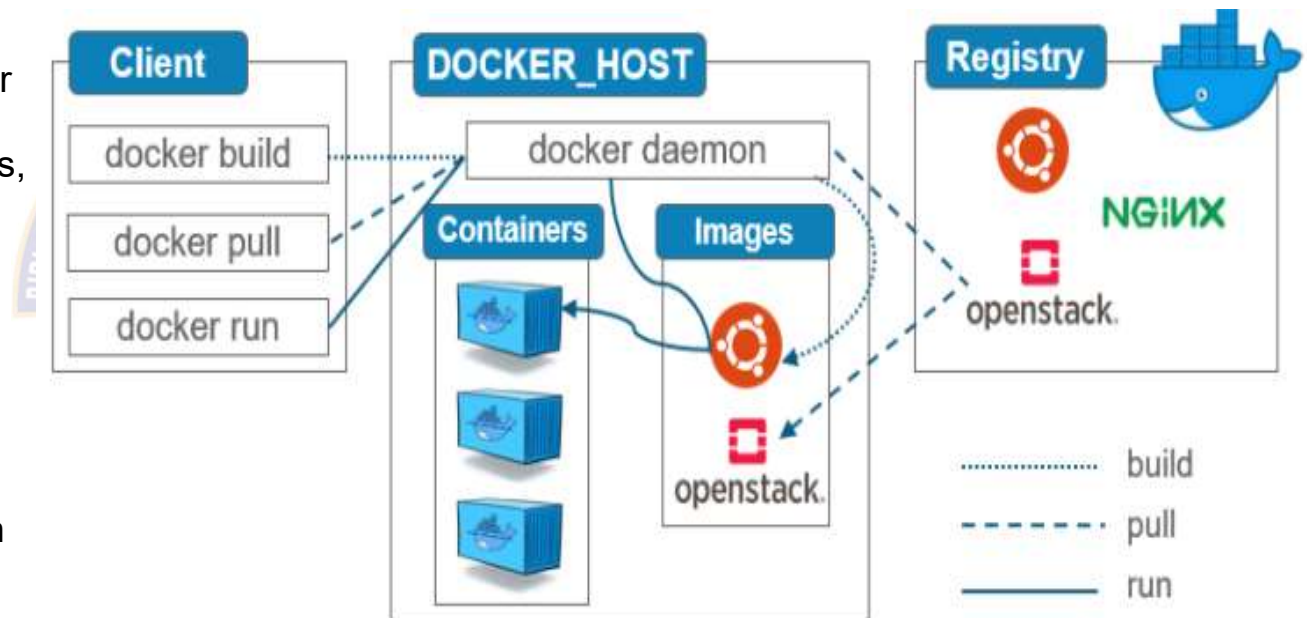 r
s,
n
Client
docker build
docker pull
docker run
DOCKER_HOST
docker daemon
Containers
Images
openstack.
Registry
NGiNX
openstack.
build
pull
run